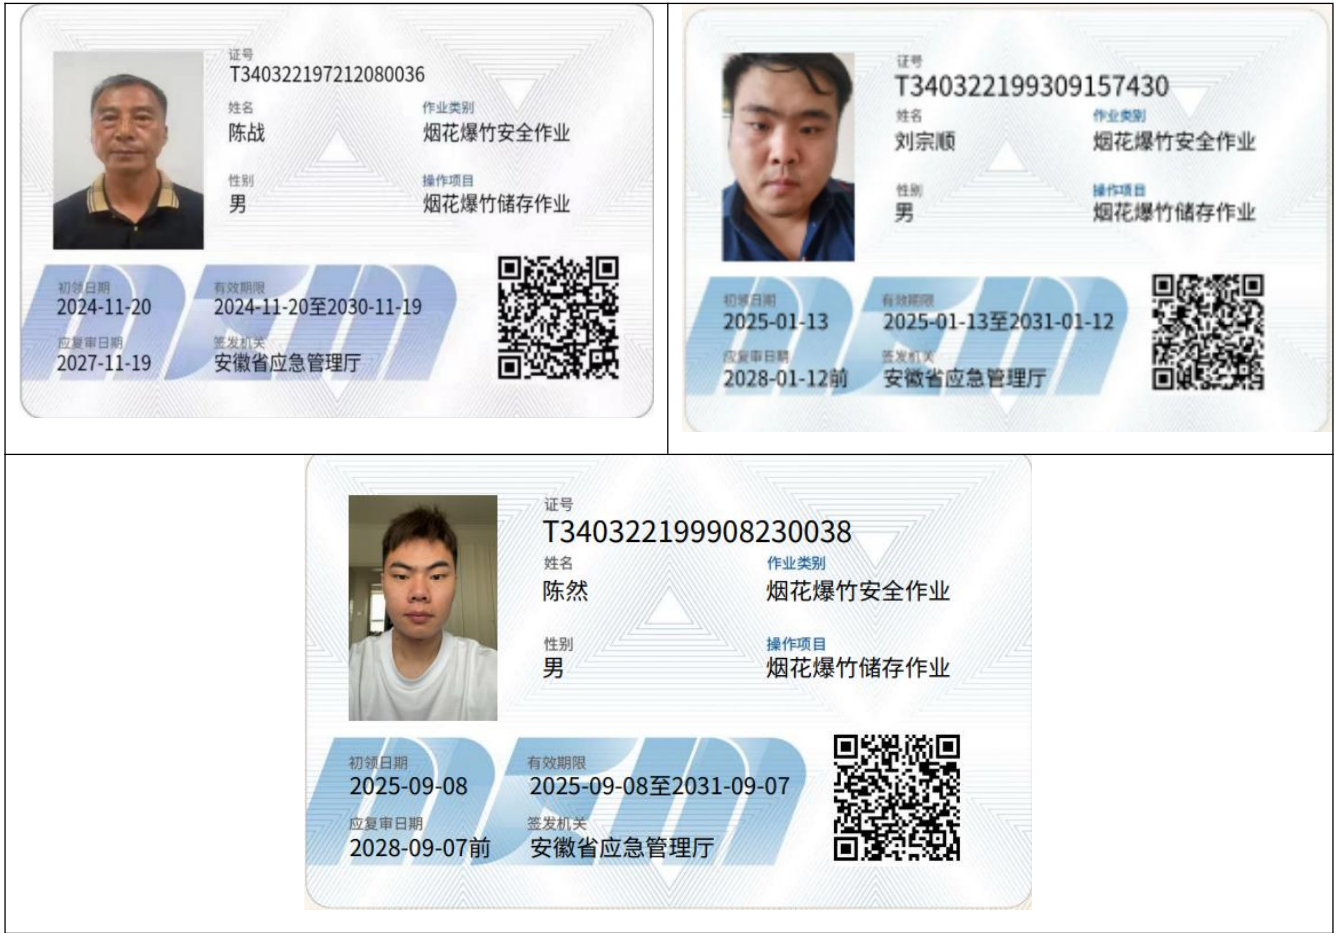 证号
T340322197212080036
姓名 作业类别
陈战 烟花爆竹安全作业
性别 操作项目
男 烟花爆竹储存作业
初领日期 有效期限
2024-11-20 2024-11-20至2030-11-19
应复审日期 签发机关
2027-11-19 安徽省应急管理厅
证号
T340322199309157430
姓名 作业类别
刘宗顺 烟花爆竹安全作业
性别 操作项目
男 烟花爆竹储存作业
初领日期 有效期限
2025-01-13 2025-01-13至2031-01-12
应复审日期 签发机关
2028-01-12前 安徽省应急管理厅
证号
T340322199908230038
姓名 作业类别
陈然 烟花爆竹安全作业
性别 操作项目
男 烟花爆竹储存作业
初领日期 有效期限
2025-09-08 2025-09-08至2031-09-07
应复审日期 签发机关
2028-09-07前 安徽省应急管理厅